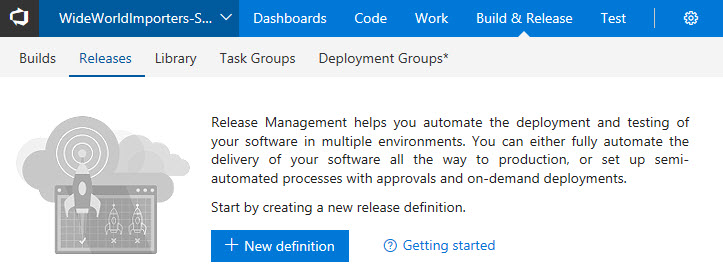 WideWorldImporters-S... Dashboards Code Work Build & Release Test
Builds Releases Library Task Groups Deployment Groups*
Release Management helps you automate the deployment and testing of
your software in multiple environments. You can either fully automate the
delivery of your software all the way to production, or set up semi-
automated processes with approvals and on-demand deployments.
Start by creating a new release definition.
+ New definition ? Getting started